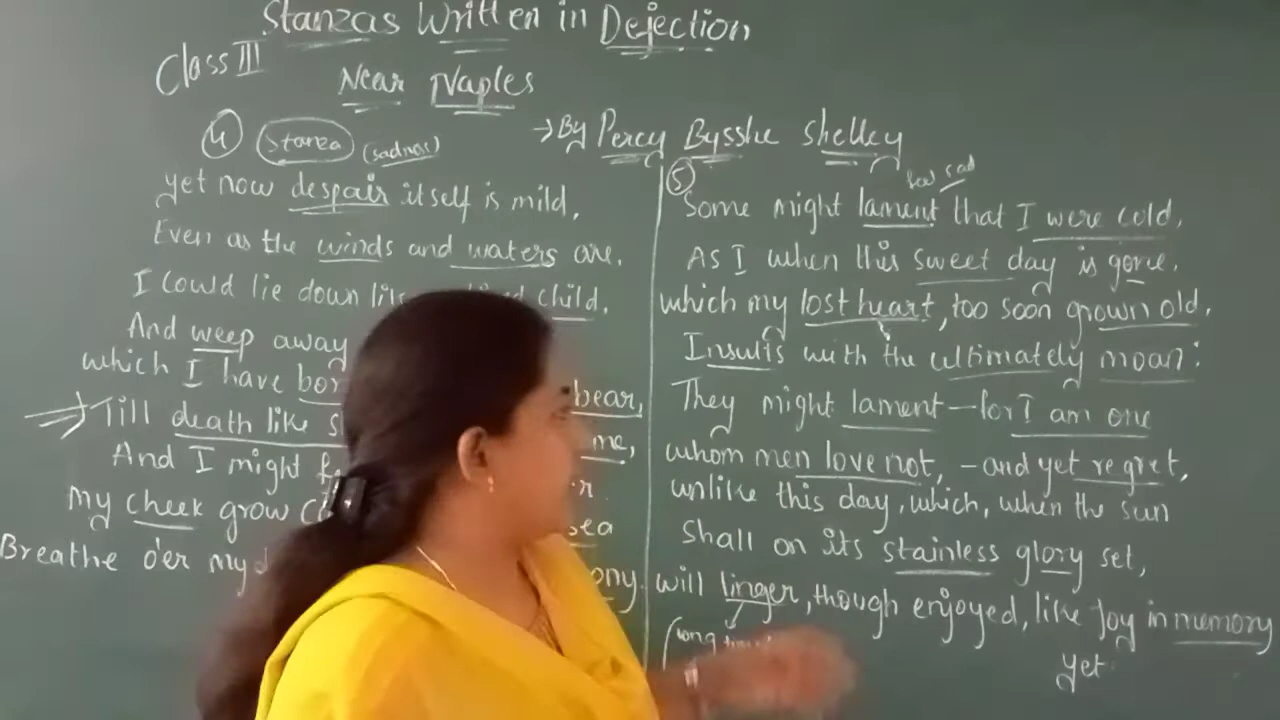 Stanzas Written in Dejection
Class III
Near Naples
→ By Percy Bysshe Shelley
4 Stanza (sadness)
yet now despair itself is mild,
Even as the winds and waters are.
I could lie down child,
And weep away
which I have bear,
⇒ Till death like me,
And I might
my cheek grow sea
Breathe o'er my ony.
5
sad
Some might lament that I were cold,
As I when this sweet day is gone,
which my lost heart, too soon grown old,
Insults with the ultimately moan:
They might lament — for I am one
whom men love not, - and yet regret,
unlike this day, which, when the sun
shall on its stainless glory set,
will linger, though enjoyed, like Joy in memory
yet
(long